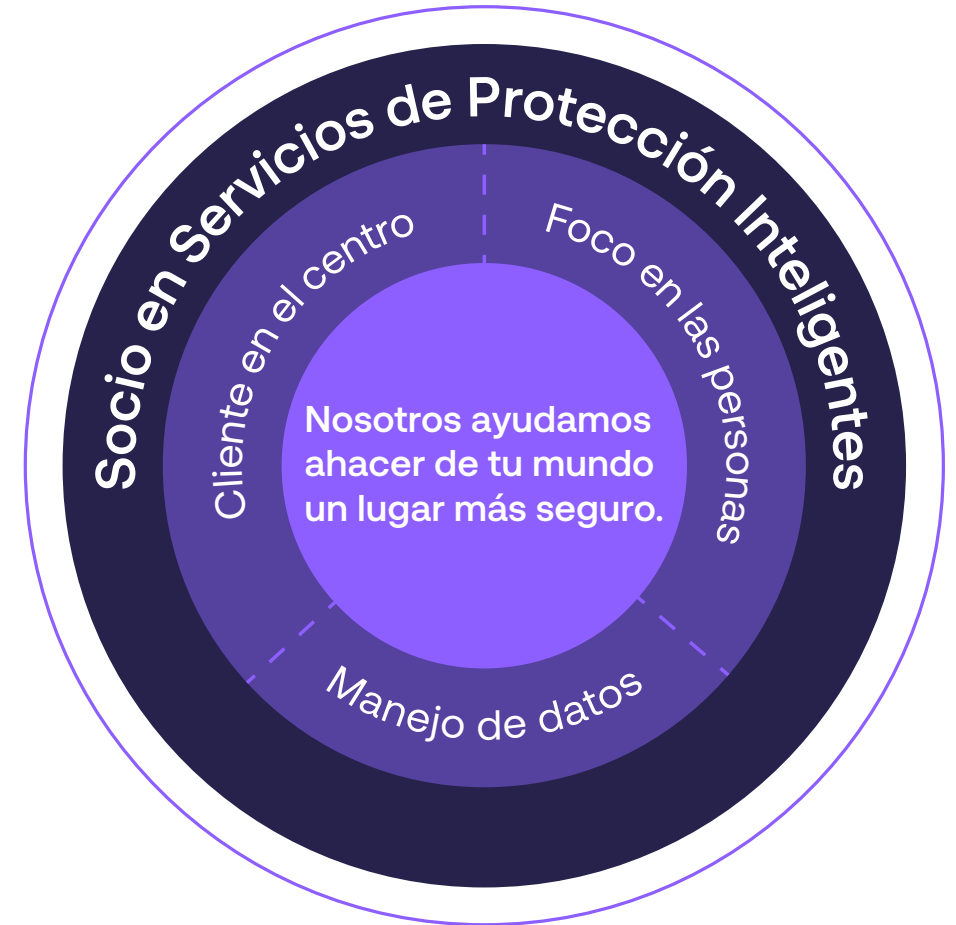 Socio en Servicios de Protección Inteligentes
Cliente en el centro
Foco en las personas
Nosotros ayudamos
ahacer de tu mundo
un lugar más seguro.
Manejo de datos